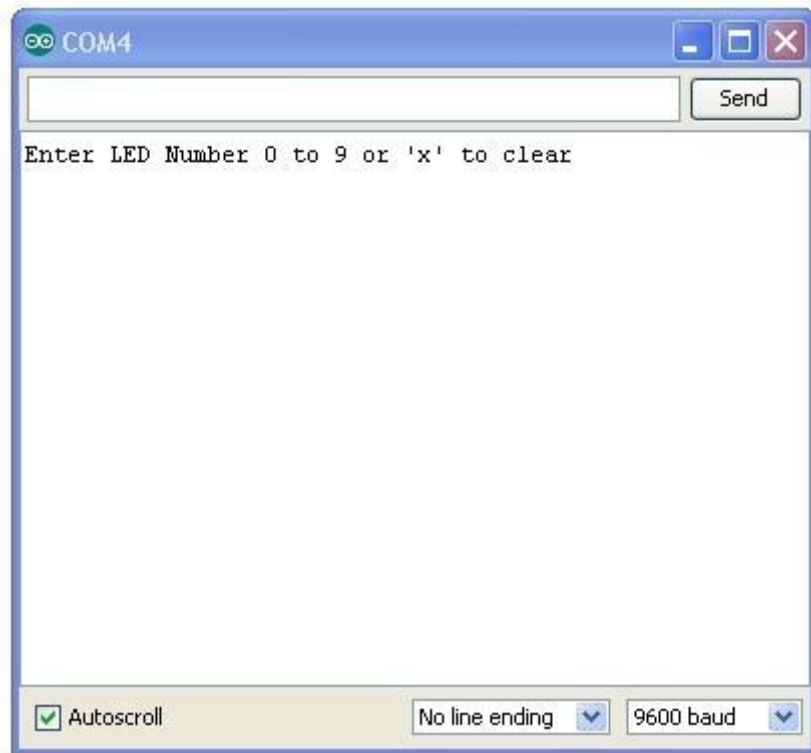 COM4
Send
Enter LED Number 0 to 9 or 'x' to clear
Autoscroll
No line ending
9600 baud